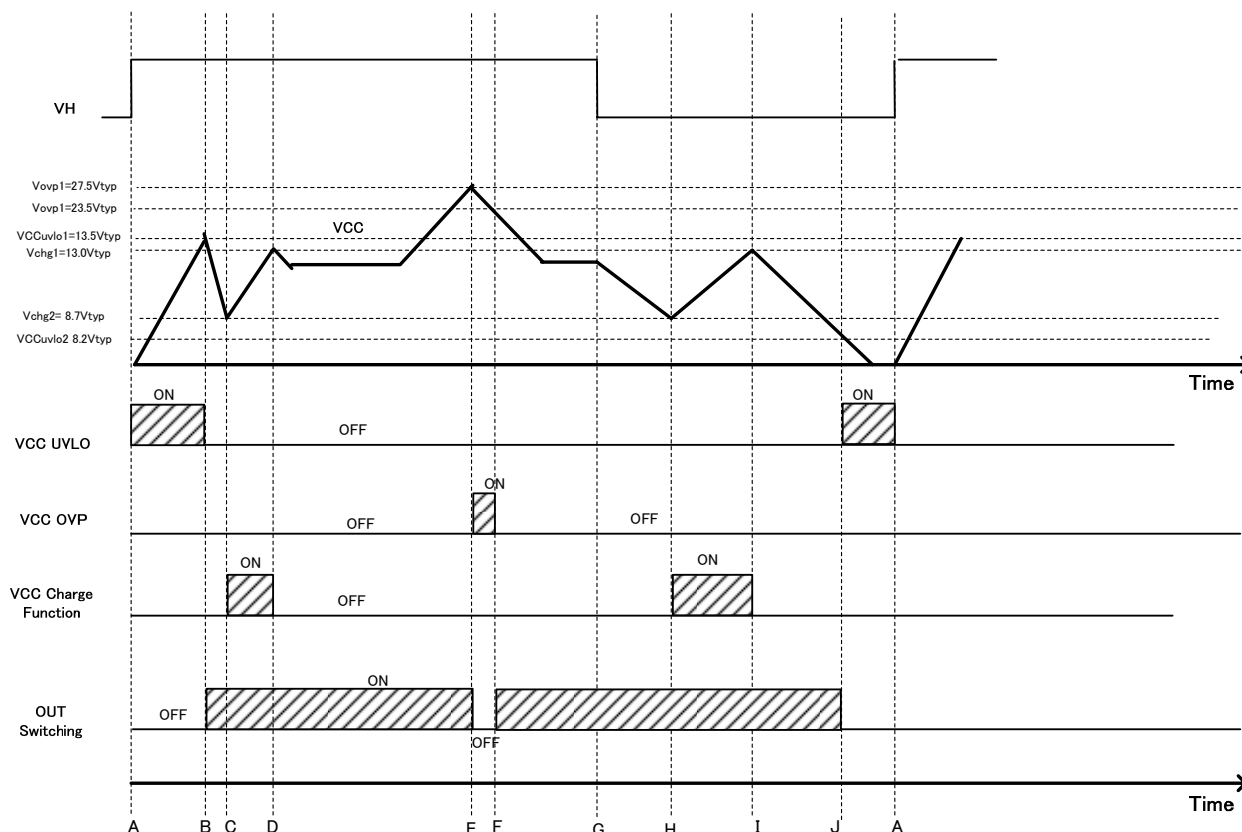 VH
Vovp1=27.5Vtyp
Vovp1=23.5Vtyp
VCCuvlo1=13.5Vtyp
Vchg1=13.0Vtyp
VCC
Vchg2= 8.7Vtyp
VCCuvlo2 8.2Vtyp
Time
ON
ON
VCC UVLO
OFF
ON
VCC OVP
OFF
OFF
ON
ON
VCC Charge
Function
OFF
ON
OUT
Switching
OFF
OFF
Time
A B C D E F G H I J A